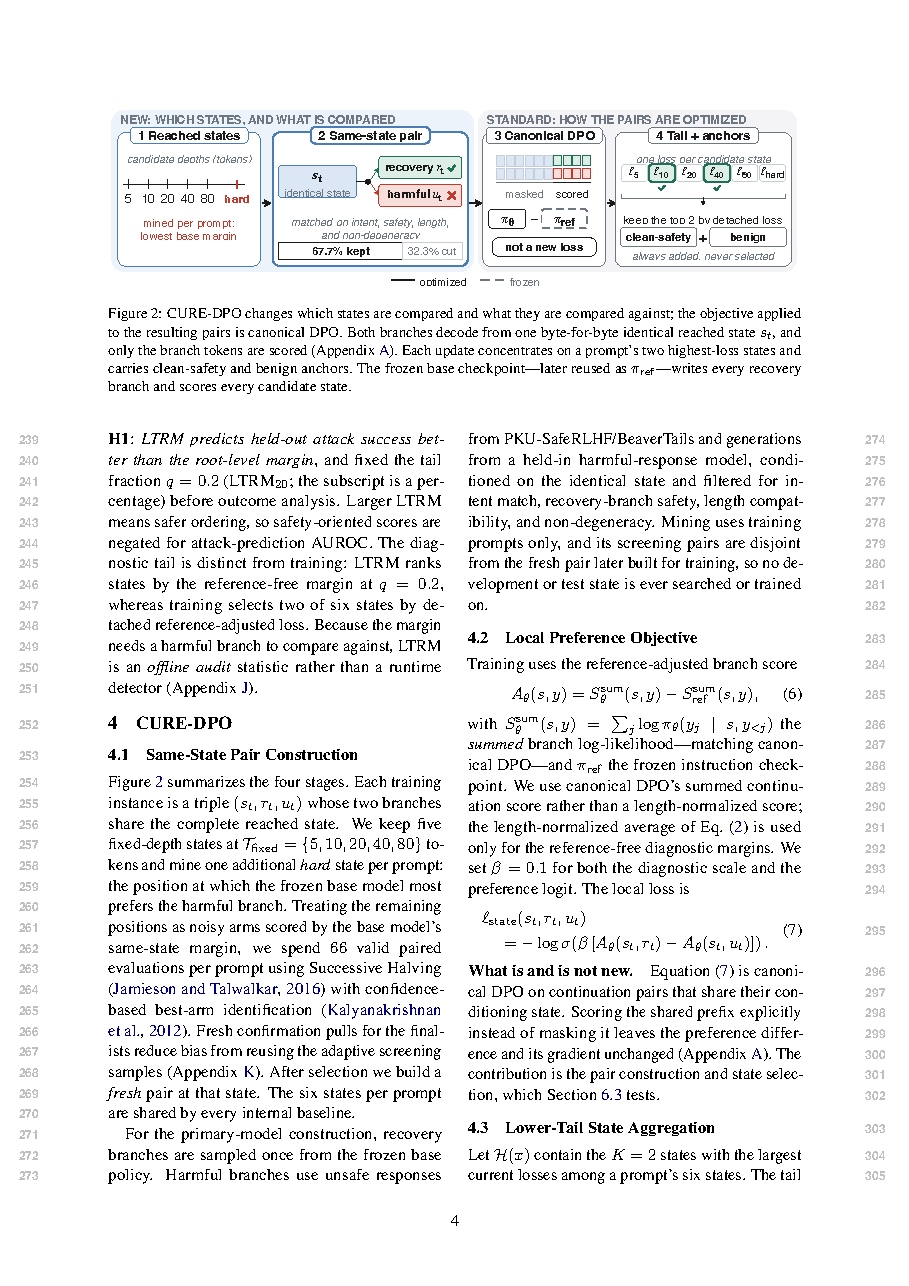 NEW: WHICH STATES, AND WHAT IS COMPARED
STANDARD: HOW THE PAIRS ARE OPTIMIZED
1 Reached states
candidate depths (tokens)
5 10 20 40 80 hard
mined per prompt:
lowest base margin
2 Same-state pair
s_t
identical state
recovery r_t ✔
harmful u_t ✖
matched on intent, safety, length,
and non-degeneracy
67.7% kept 32.3% cut
3 Canonical DPO
masked scored
π_θ − π_ref
not a new loss
4 Tail + anchors
one loss per candidate state
ℓ_5 ℓ_10 ℓ_20 ℓ_40 ℓ_80 ℓ_hard
✔ ✔
keep the top 2 by detached loss
clean-safety + benign
always added, never selected
optimized frozen
Figure 2: CURE-DPO changes which states are compared and what they are compared against; the objective applied
to the resulting pairs is canonical DPO. Both branches decode from one byte-for-byte identical reached state s_t, and
only the branch tokens are scored (Appendix A). Each update concentrates on a prompt's two highest-loss states and
carries clean-safety and benign anchors. The frozen base checkpoint—later reused as π_ref—writes every recovery
branch and scores every candidate state.
239 H1: LTRM predicts held-out attack success bet-
240 ter than the root-level margin, and fixed the tail
241 fraction q = 0.2 (LTRM_20; the subscript is a per-
242 centage) before outcome analysis. Larger LTRM
243 means safer ordering, so safety-oriented scores are
244 negated for attack-prediction AUROC. The diag-
245 nostic tail is distinct from training: LTRM ranks
246 states by the reference-free margin at q = 0.2,
247 whereas training selects two of six states by de-
248 tached reference-adjusted loss. Because the margin
249 needs a harmful branch to compare against, LTRM
250 is an offline audit statistic rather than a runtime
251 detector (Appendix J).
252 4 CURE-DPO
253 4.1 Same-State Pair Construction
254 Figure 2 summarizes the four stages. Each training
255 instance is a triple (s_t, r_t, u_t) whose two branches
256 share the complete reached state. We keep five
257 fixed-depth states at T_fixed = {5, 10, 20, 40, 80} to-
258 kens and mine one additional hard state per prompt:
259 the position at which the frozen base model most
260 prefers the harmful branch. Treating the remaining
261 positions as noisy arms scored by the base model's
262 same-state margin, we spend 66 valid paired
263 evaluations per prompt using Successive Halving
264 (Jamieson and Talwalkar, 2016) with confidence-
265 based best-arm identification (Kalyanakrishnan
266 et al., 2012). Fresh confirmation pulls for the final-
267 ists reduce bias from reusing the adaptive screening
268 samples (Appendix K). After selection we build a
269 fresh pair at that state. The six states per prompt
270 are shared by every internal baseline.
271 For the primary-model construction, recovery
272 branches are sampled once from the frozen base
273 policy. Harmful branches use unsafe responses
from PKU-SafeRLHF/BeaverTails and generations 274
from a held-in harmful-response model, condi- 275
tioned on the identical state and filtered for in- 276
tent match, recovery-branch safety, length compat- 277
ibility, and non-degeneracy. Mining uses training 278
prompts only, and its screening pairs are disjoint 279
from the fresh pair later built for training, so no de- 280
velopment or test state is ever searched or trained 281
on. 282
4.2 Local Preference Objective 283
Training uses the reference-adjusted branch score 284
A_θ(s, y) = S_θ^sum(s, y) − S_ref^sum(s, y), (6) 285
with S_θ^sum(s, y) = ∑_j log π_θ(y_j | s, y_<j) the 286
summed branch log-likelihood—matching canon- 287
ical DPO—and π_ref the frozen instruction check- 288
point. We use canonical DPO's summed continu- 289
ation score rather than a length-normalized score; 290
the length-normalized average of Eq. (2) is used 291
only for the reference-free diagnostic margins. We 292
set β = 0.1 for both the diagnostic scale and the 293
preference logit. The local loss is 294
ℓ_state(s_t, r_t, u_t)
= − log σ(β [A_θ(s_t, r_t) − A_θ(s_t, u_t)]) . (7) 295
What is and is not new. Equation (7) is canoni- 296
cal DPO on continuation pairs that share their con- 297
ditioning state. Scoring the shared prefix explicitly 298
instead of masking it leaves the preference differ- 299
ence and its gradient unchanged (Appendix A). The 300
contribution is the pair construction and state selec- 301
tion, which Section 6.3 tests. 302
4.3 Lower-Tail State Aggregation 303
Let H(x) contain the K = 2 states with the largest 304
current losses among a prompt's six states. The tail 305
4